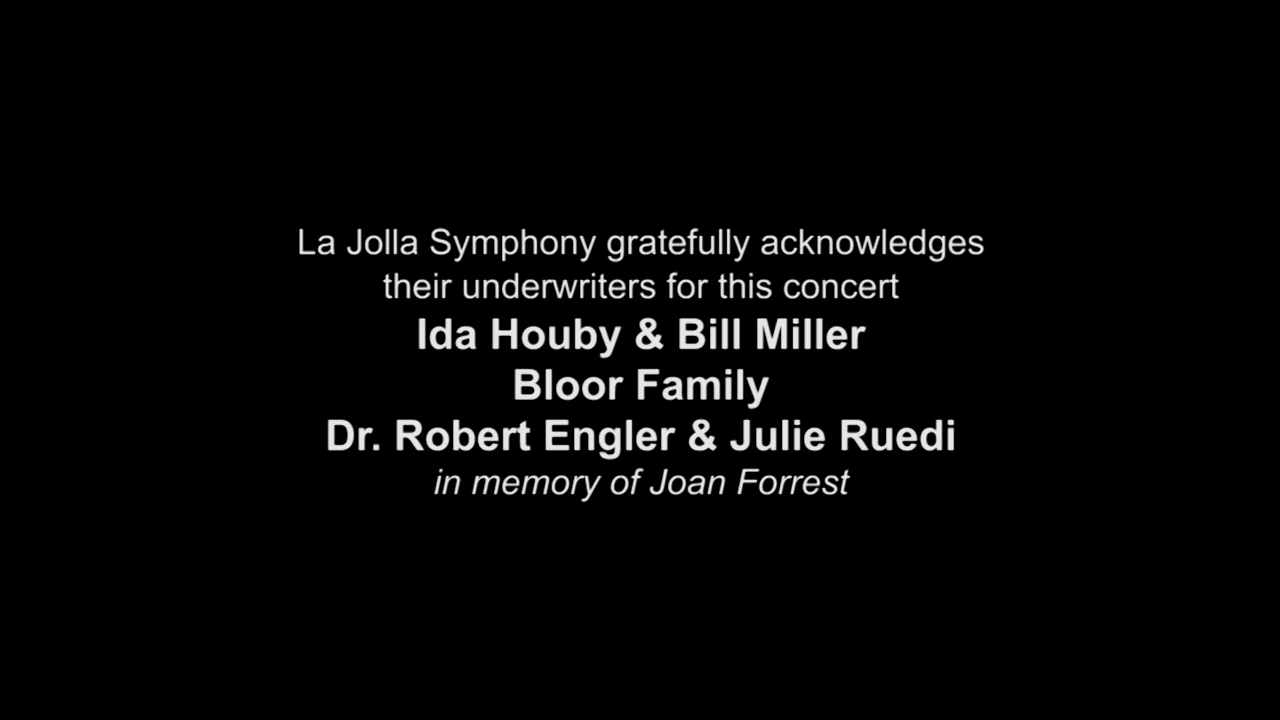 La Jolla Symphony gratefully acknowledges
their underwriters for this concert
Ida Houby & Bill Miller
Bloor Family
Dr. Robert Engler & Julie Ruedi
in memory of Joan Forrest